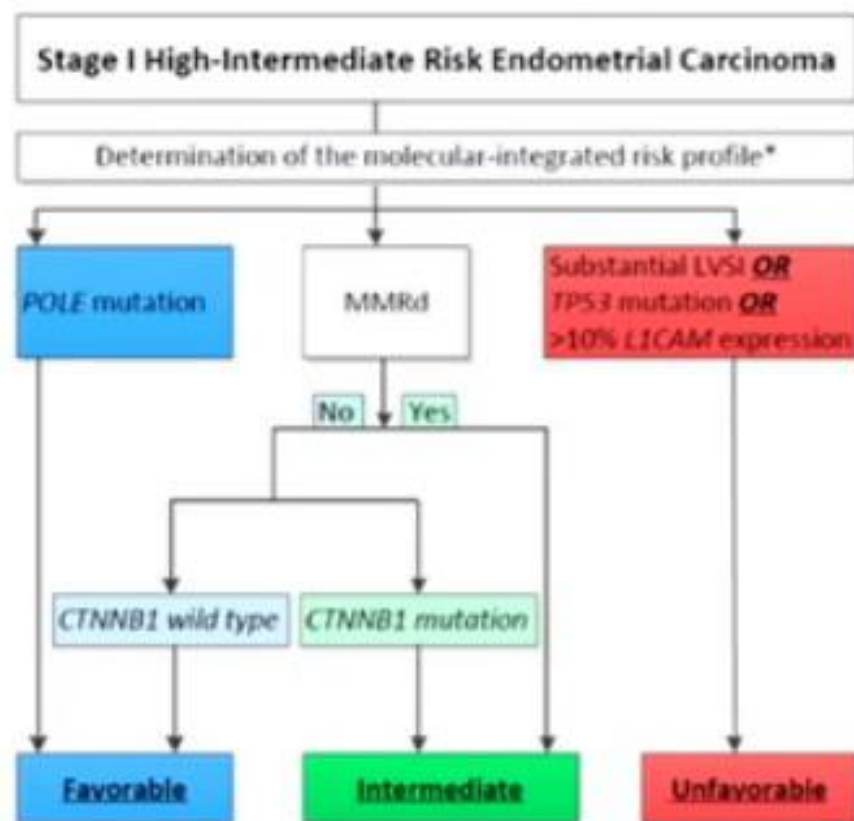 Stage I High-Intermediate Risk Endometrial Carcinoma
Determination of the molecular-integrated risk profile*
POLE mutation
MMRd
Substantial LVSI OR
TP53 mutation OR
>10% L1CAM expression
No
Yes
CTNNB1 wild type
CTNNB1 mutation
Favorable
Intermediate
Unfavorable